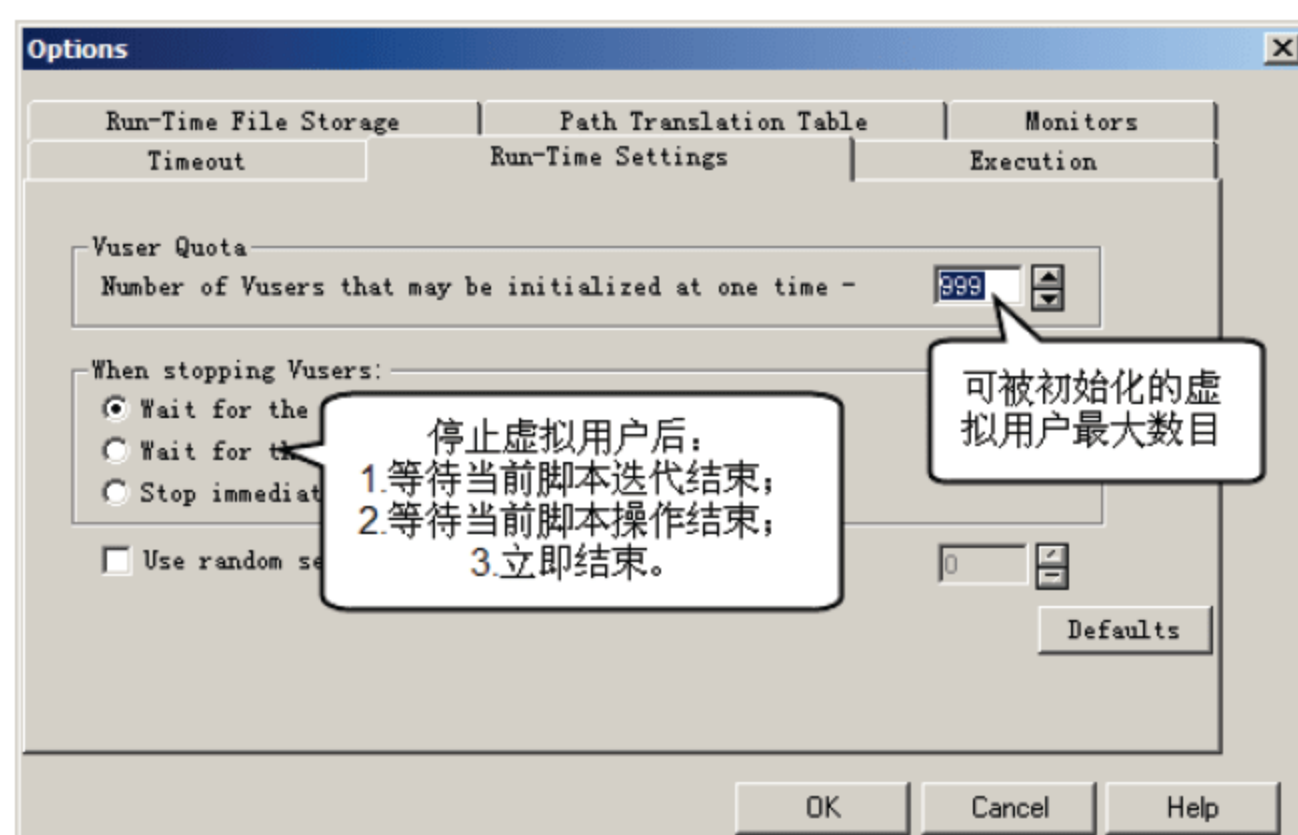 Options
Run-Time File Storage
Path Translation Table
Monitors
Timeout
Run-Time Settings
Execution
Vuser Quota
Number of Vusers that may be initialized at one time -
999
可被初始化的虚
拟用户最大数目
When stopping Vusers:
Wait for the
Wait for
Stop
停止虚拟用户后：
1.等待当前脚本迭代结束；
2.等待当前脚本操作结束；
3.立即结束。
Use random
0
Defaults
OK
Cancel
Help